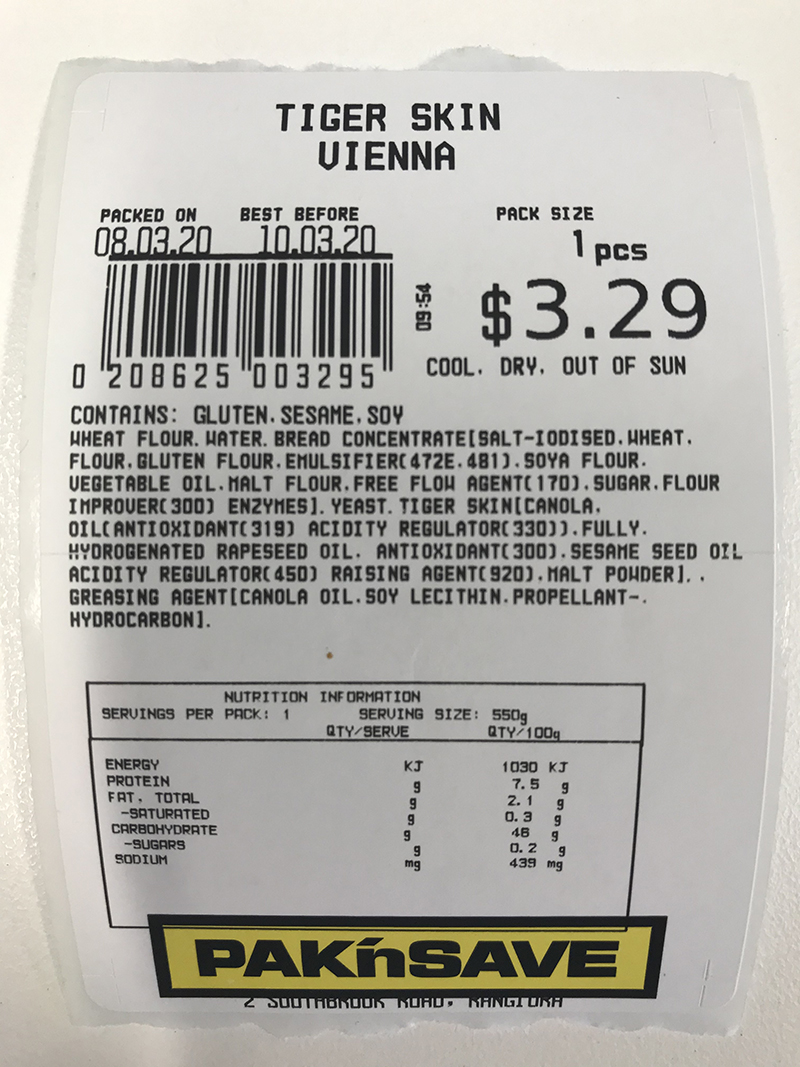 TIGER SKIN
VIENNA
PACKED ON BEST BEFORE PACK SIZE
08.03.20 10.03.20 1 pcs
09:54 $3.29
0 208625 003295 COOL. DRY. OUT OF SUN
CONTAINS: GLUTEN. SESAME. SOY
WHEAT FLOUR. WATER. BREAD CONCENTRATE[SALT-IODISED. WHEAT.
FLOUR. GLUTEN FLOUR. EMULSIFIER(472E. 481). SOYA FLOUR.
VEGETABLE OIL. MALT FLOUR. FREE FLOW AGENT(170). SUGAR. FLOUR
IMPROVER(300) ENZYMES]. YEAST. TIGER SKIN[CANOLA.
OIL(ANTIOXIDANT(319) ACIDITY REGULATOR(330)). FULLY.
HYDROGENATED RAPESEED OIL. ANTIOXIDANT(300). SESAME SEED OIL
ACIDITY REGULATOR(450) RAISING AGENT(920). MALT POWDER]. .
GREASING AGENT[CANOLA OIL. SOY LECITHIN. PROPELLANT-.
HYDROCARBON].
NUTRITION INFORMATION
SERVINGS PER PACK: 1 SERVING SIZE: 550g
QTY/SERVE QTY/100g
ENERGY KJ 1030 KJ
PROTEIN g 7.5 g
FAT, TOTAL g 2.1 g
-SATURATED g 0.3 g
CARBOHYDRATE g 46 g
-SUGARS g 0.2 g
SODIUM mg 439 mg
PAK'nSAVE
2 SOUTHBROOK ROAD, RANGIORA